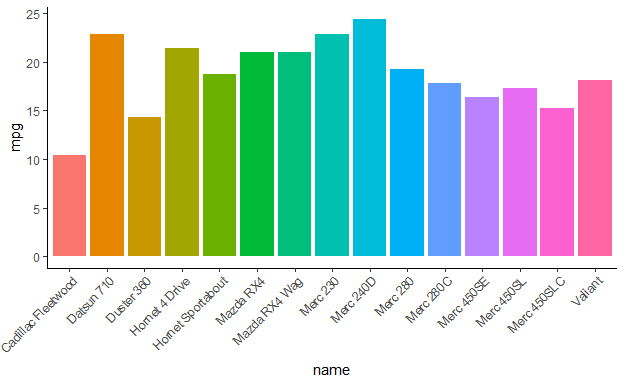 25
20
15
10
5
0
mpg
Cadillac Fleetwood
Datsun 710
Duster 360
Hornet 4 Drive
Hornet Sportabout
Mazda RX4
Mazda RX4 Wag
Merc 230
Merc 240D
Merc 280
Merc 280C
Merc 450SE
Merc 450SL
Merc 450SLC
Valiant
name